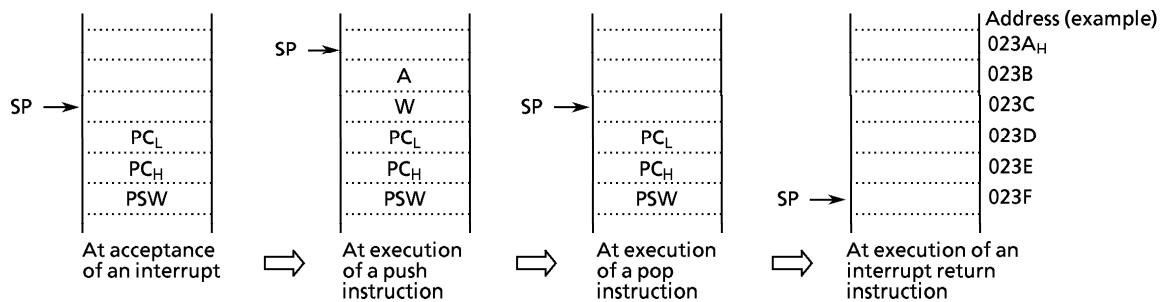 Address (example)
SP
023A_H
A
023B
SP
W
SP
023C
PC_L
PC_L
PC_L
023D
PC_H
PC_H
PC_H
023E
PSW
PSW
PSW
SP
023F
At acceptance
of an interrupt
At execution
of a push
instruction
At execution
of a pop
instruction
At execution of an
interrupt return
instruction